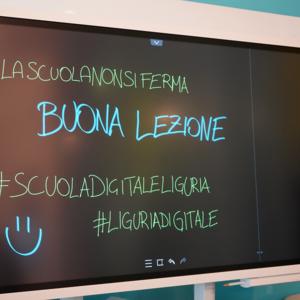 LASCUOLANONSIFERMA
BUONA LEZIONE
#SCUOLADIGITALELIGURIA
#LIGURIADIGITALE